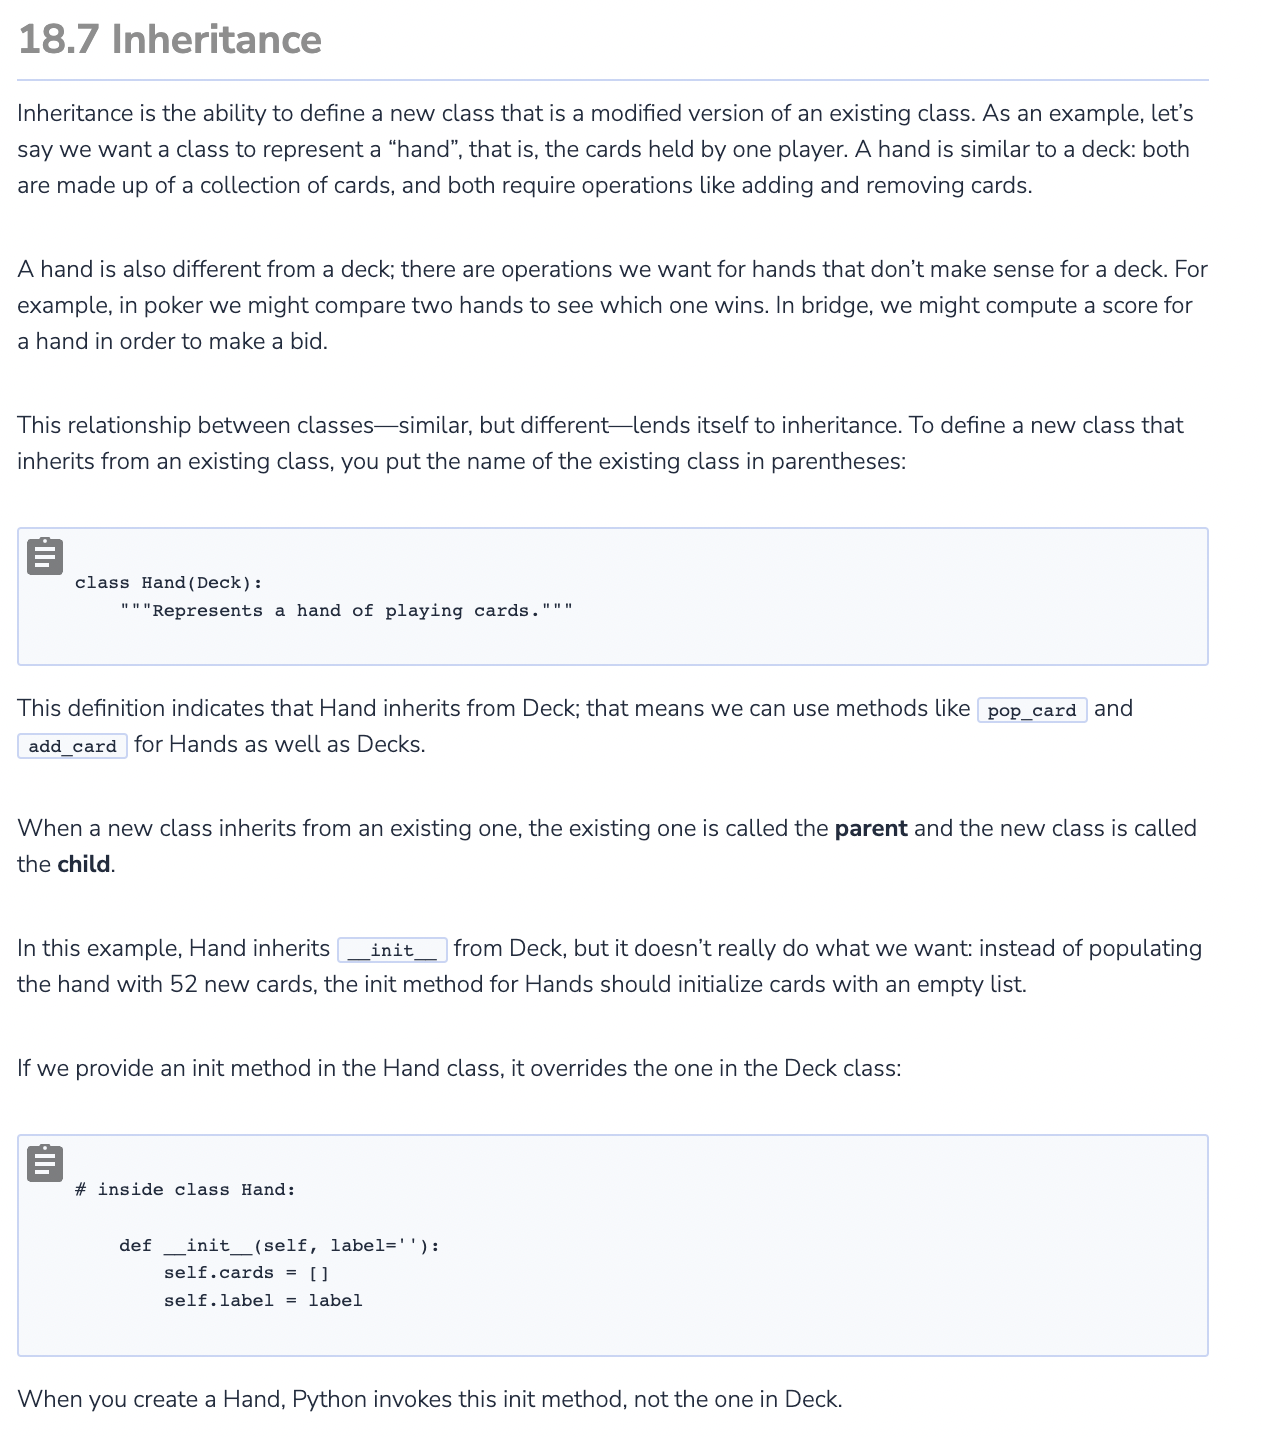 18.7 Inheritance
Inheritance is the ability to define a new class that is a modified version of an existing class. As an example, let’s
say we want a class to represent a “hand”, that is, the cards held by one player. A hand is similar to a deck: both
are made up of a collection of cards, and both require operations like adding and removing cards.
A hand is also different from a deck; there are operations we want for hands that don’t make sense for a deck. For
example, in poker we might compare two hands to see which one wins. In bridge, we might compute a score for
a hand in order to make a bid.
This relationship between classes—similar, but different—lends itself to inheritance. To define a new class that
inherits from an existing class, you put the name of the existing class in parentheses:
class Hand(Deck):
    """Represents a hand of playing cards."""
This definition indicates that Hand inherits from Deck; that means we can use methods like pop_card and
add_card for Hands as well as Decks.
When a new class inherits from an existing one, the existing one is called the parent and the new class is called
the child.
In this example, Hand inherits __init__ from Deck, but it doesn’t really do what we want: instead of populating
the hand with 52 new cards, the init method for Hands should initialize cards with an empty list.
If we provide an init method in the Hand class, it overrides the one in the Deck class:
# inside class Hand:
    def __init__(self, label=''):
        self.cards = []
        self.label = label
When you create a Hand, Python invokes this init method, not the one in Deck.